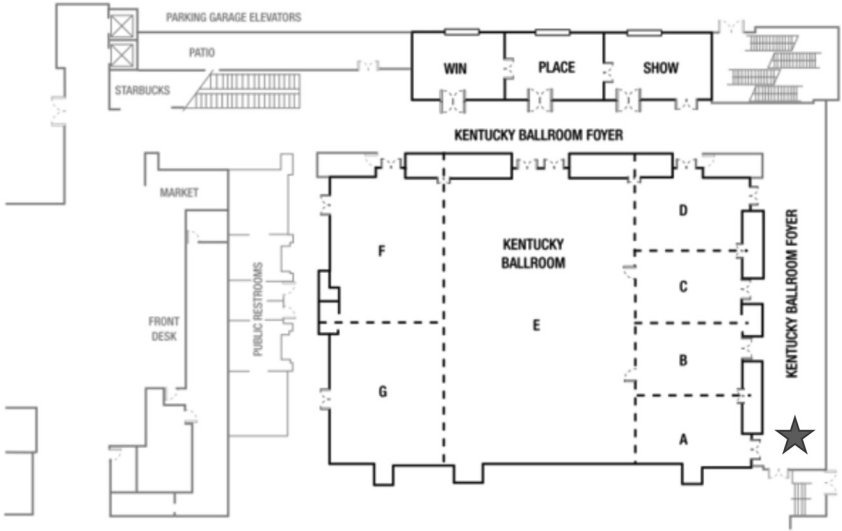 PARKING GARAGE ELEVATORS
PATIO
STARBUCKS
WIN
PLACE
SHOW
KENTUCKY BALLROOM FOYER
MARKET
PUBLIC RESTROOMS
FRONT
DESK
F
G
KENTUCKY
BALLROOM
E
D
C
B
A
KENTUCKY BALLROOM FOYER